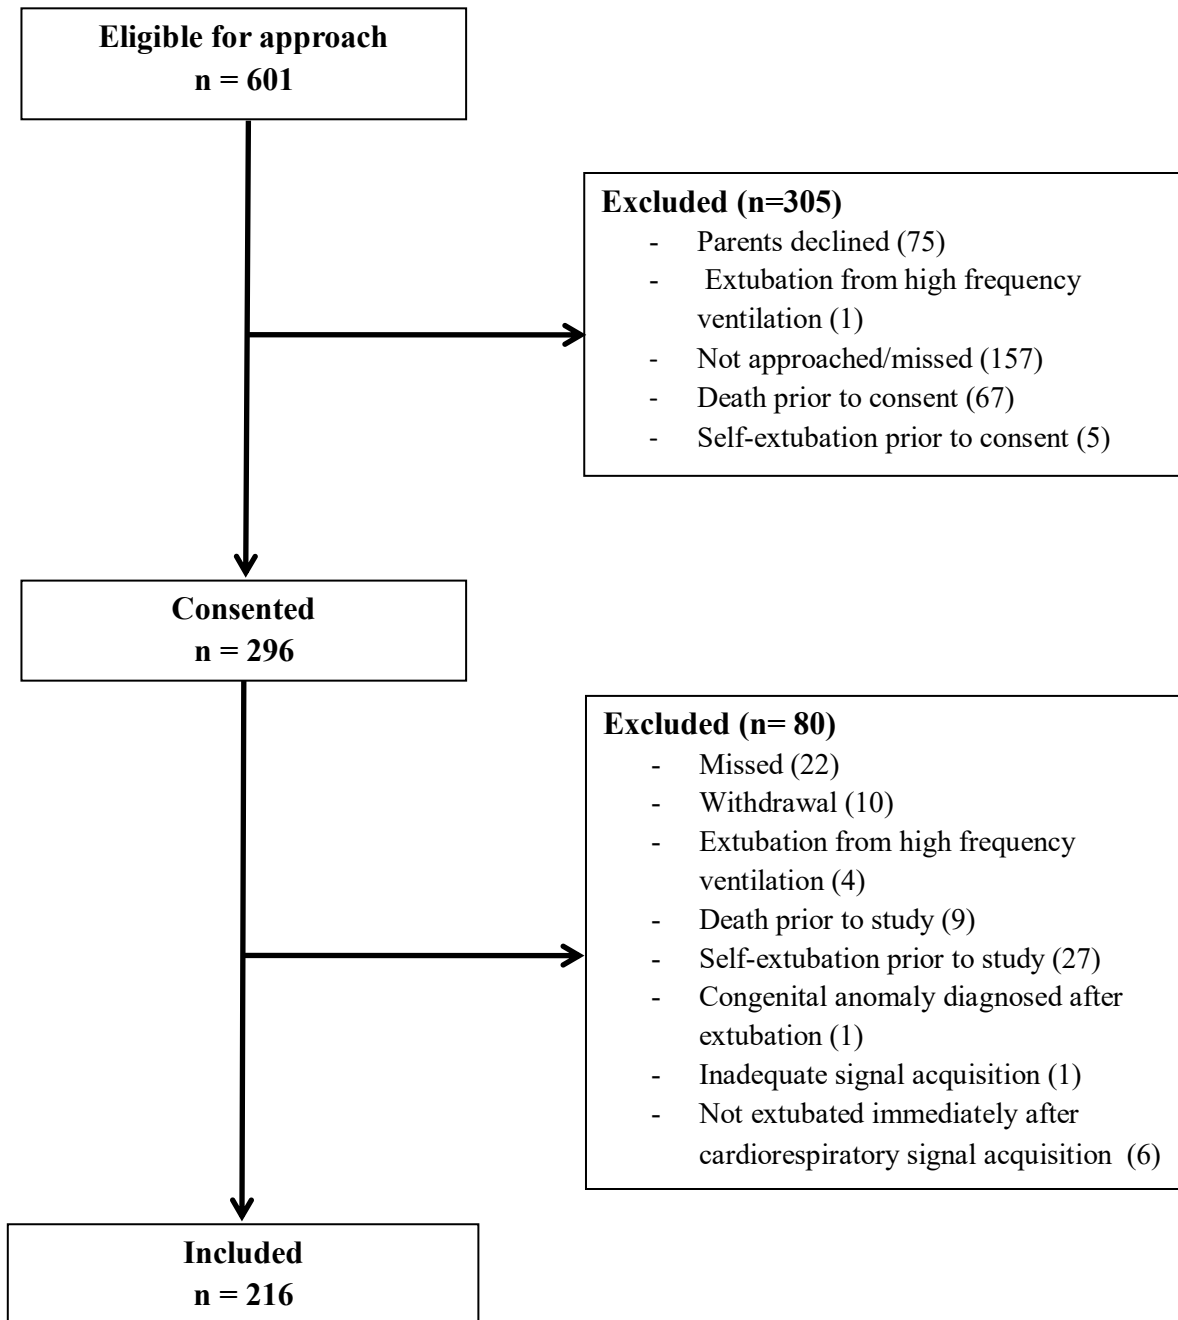 Eligible for approach
n = 601
Excluded (n=305)
- Parents declined (75)
- Extubation from high frequency
ventilation (1)
- Not approached/missed (157)
- Death prior to consent (67)
- Self-extubation prior to consent (5)
Consented
n = 296
Excluded (n= 80)
- Missed (22)
- Withdrawal (10)
- Extubation from high frequency
ventilation (4)
- Death prior to study (9)
- Self-extubation prior to study (27)
- Congenital anomaly diagnosed after
extubation (1)
- Inadequate signal acquisition (1)
- Not extubated immediately after
cardiorespiratory signal acquisition (6)
Included
n = 216